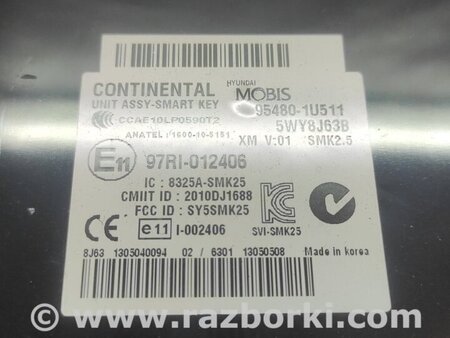 CONTINENTAL
HYUNDAI
MOBIS
UNIT ASSY-SMART KEY
95480-1U511
CCAE10LP0590T2
5WY8J63B
ANATEL : 1600-10-5151
XM V:01 SMK2.5
E11 97RI-012406
IC : 8325A-SMK25
CMIIT ID : 2010DJ1688
FCC ID : SY5SMK25
CE e11 I-002406
SVI-SMK25
8J63 1305040094 02 / 6301 13050508 Made in korea
© www.razborki.com